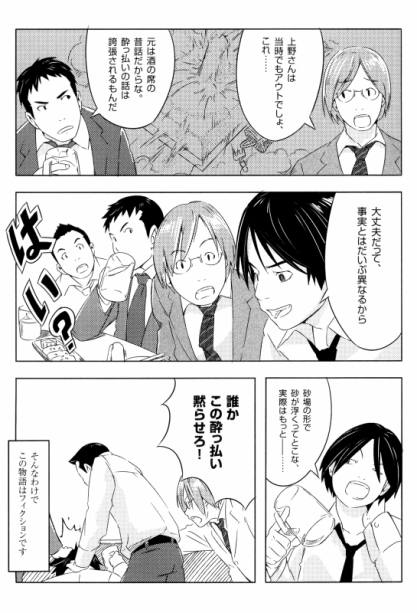 上野さんは
当時でもアウトでしょ、
これ……
元は酒の席の
昔話だからな。
酔っ払いの話は
誇張されるもんだ
大丈夫だって、
事実とはだいぶ異なるから
はい？
砂場の形で
砂が浮くってとこな、
実際はもっと———……
誰か
この酔っ払い
黙らせろ！
そんなわけで
この物語はフィクションです